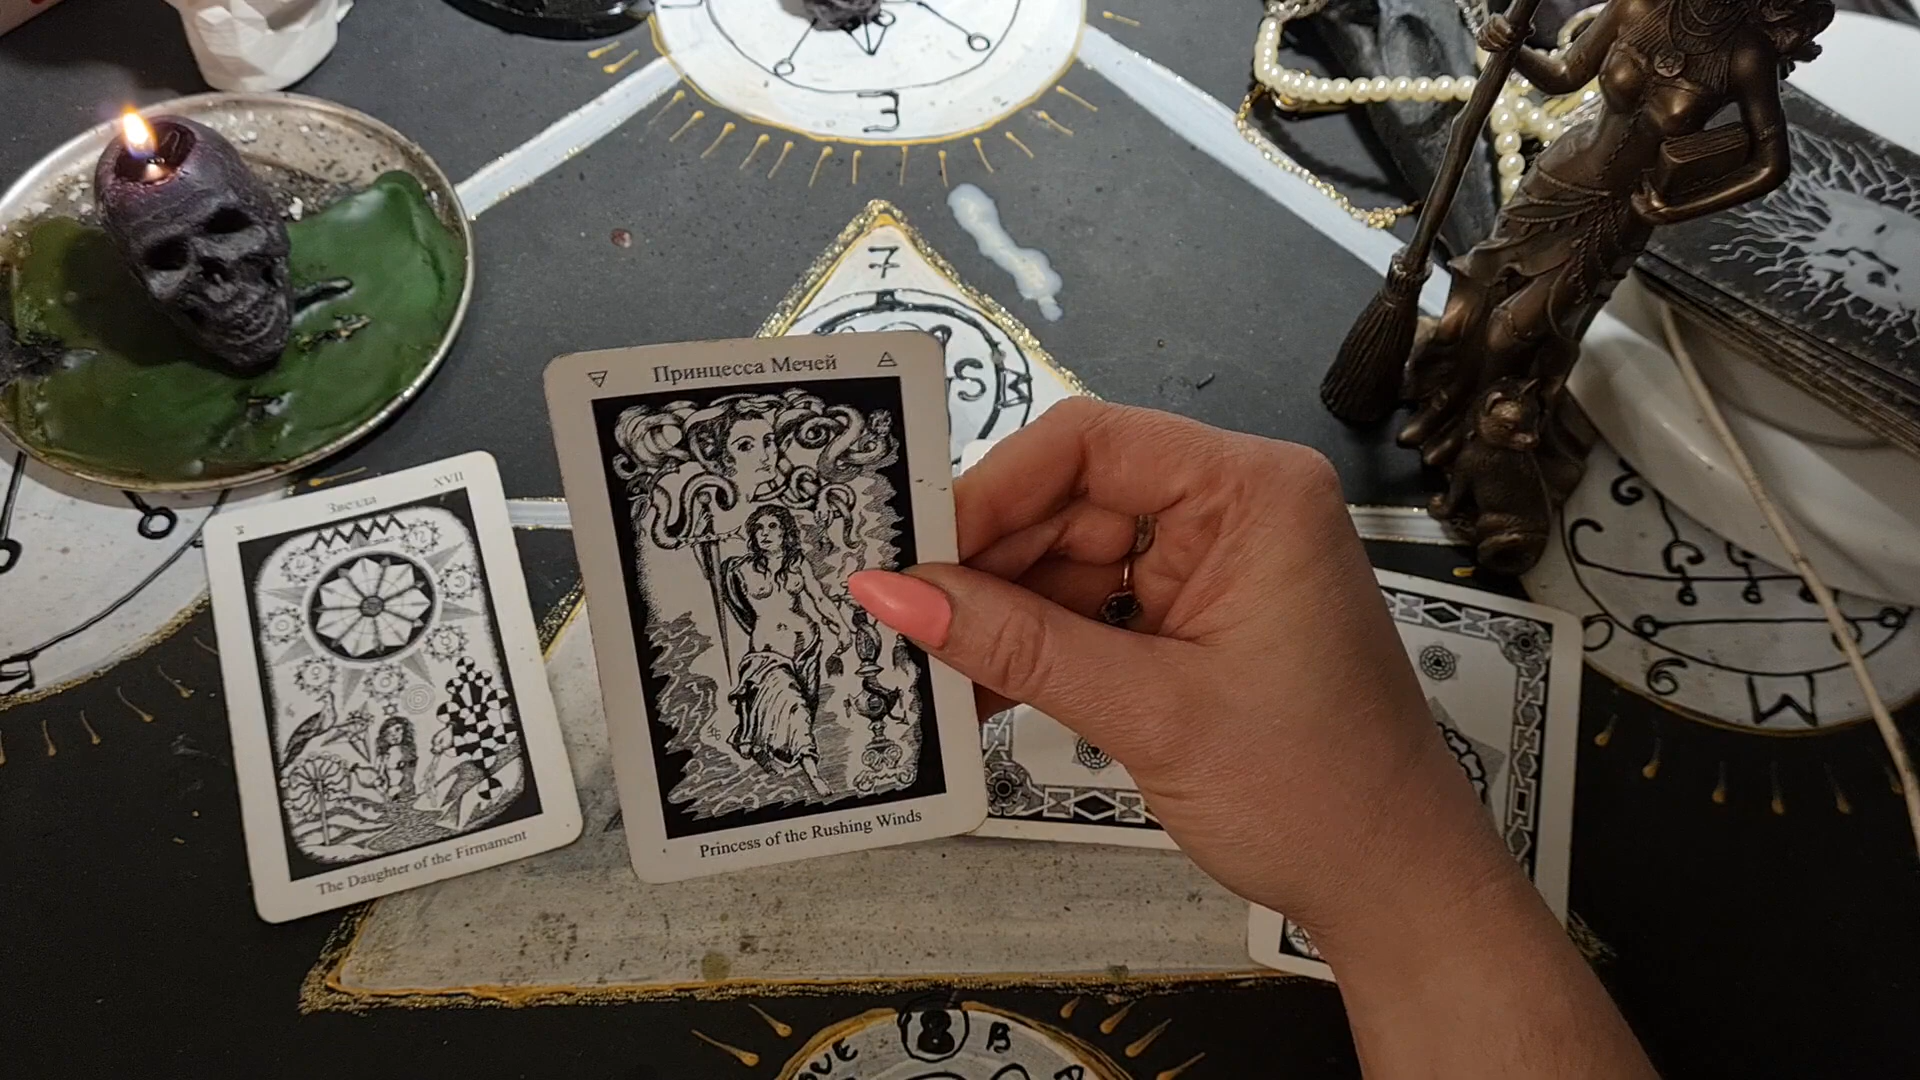 E
7
Принцесса Мечей
Princess of the Rushing Winds
XVII
Звезда
The Daughter of the Firmament
8
B